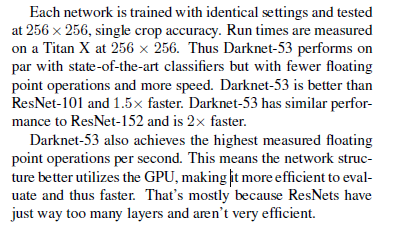 Each network is trained with identical settings and tested
at 256 × 256, single crop accuracy. Run times are measured
on a Titan X at 256 × 256. Thus Darknet-53 performs on
par with state-of-the-art classifiers but with fewer floating
point operations and more speed. Darknet-53 is better than
ResNet-101 and 1.5× faster. Darknet-53 has similar perfor-
mance to ResNet-152 and is 2× faster.
Darknet-53 also achieves the highest measured floating
point operations per second. This means the network struc-
ture better utilizes the GPU, making it more efficient to eval-
uate and thus faster. That's mostly because ResNets have
just way too many layers and aren't very efficient.